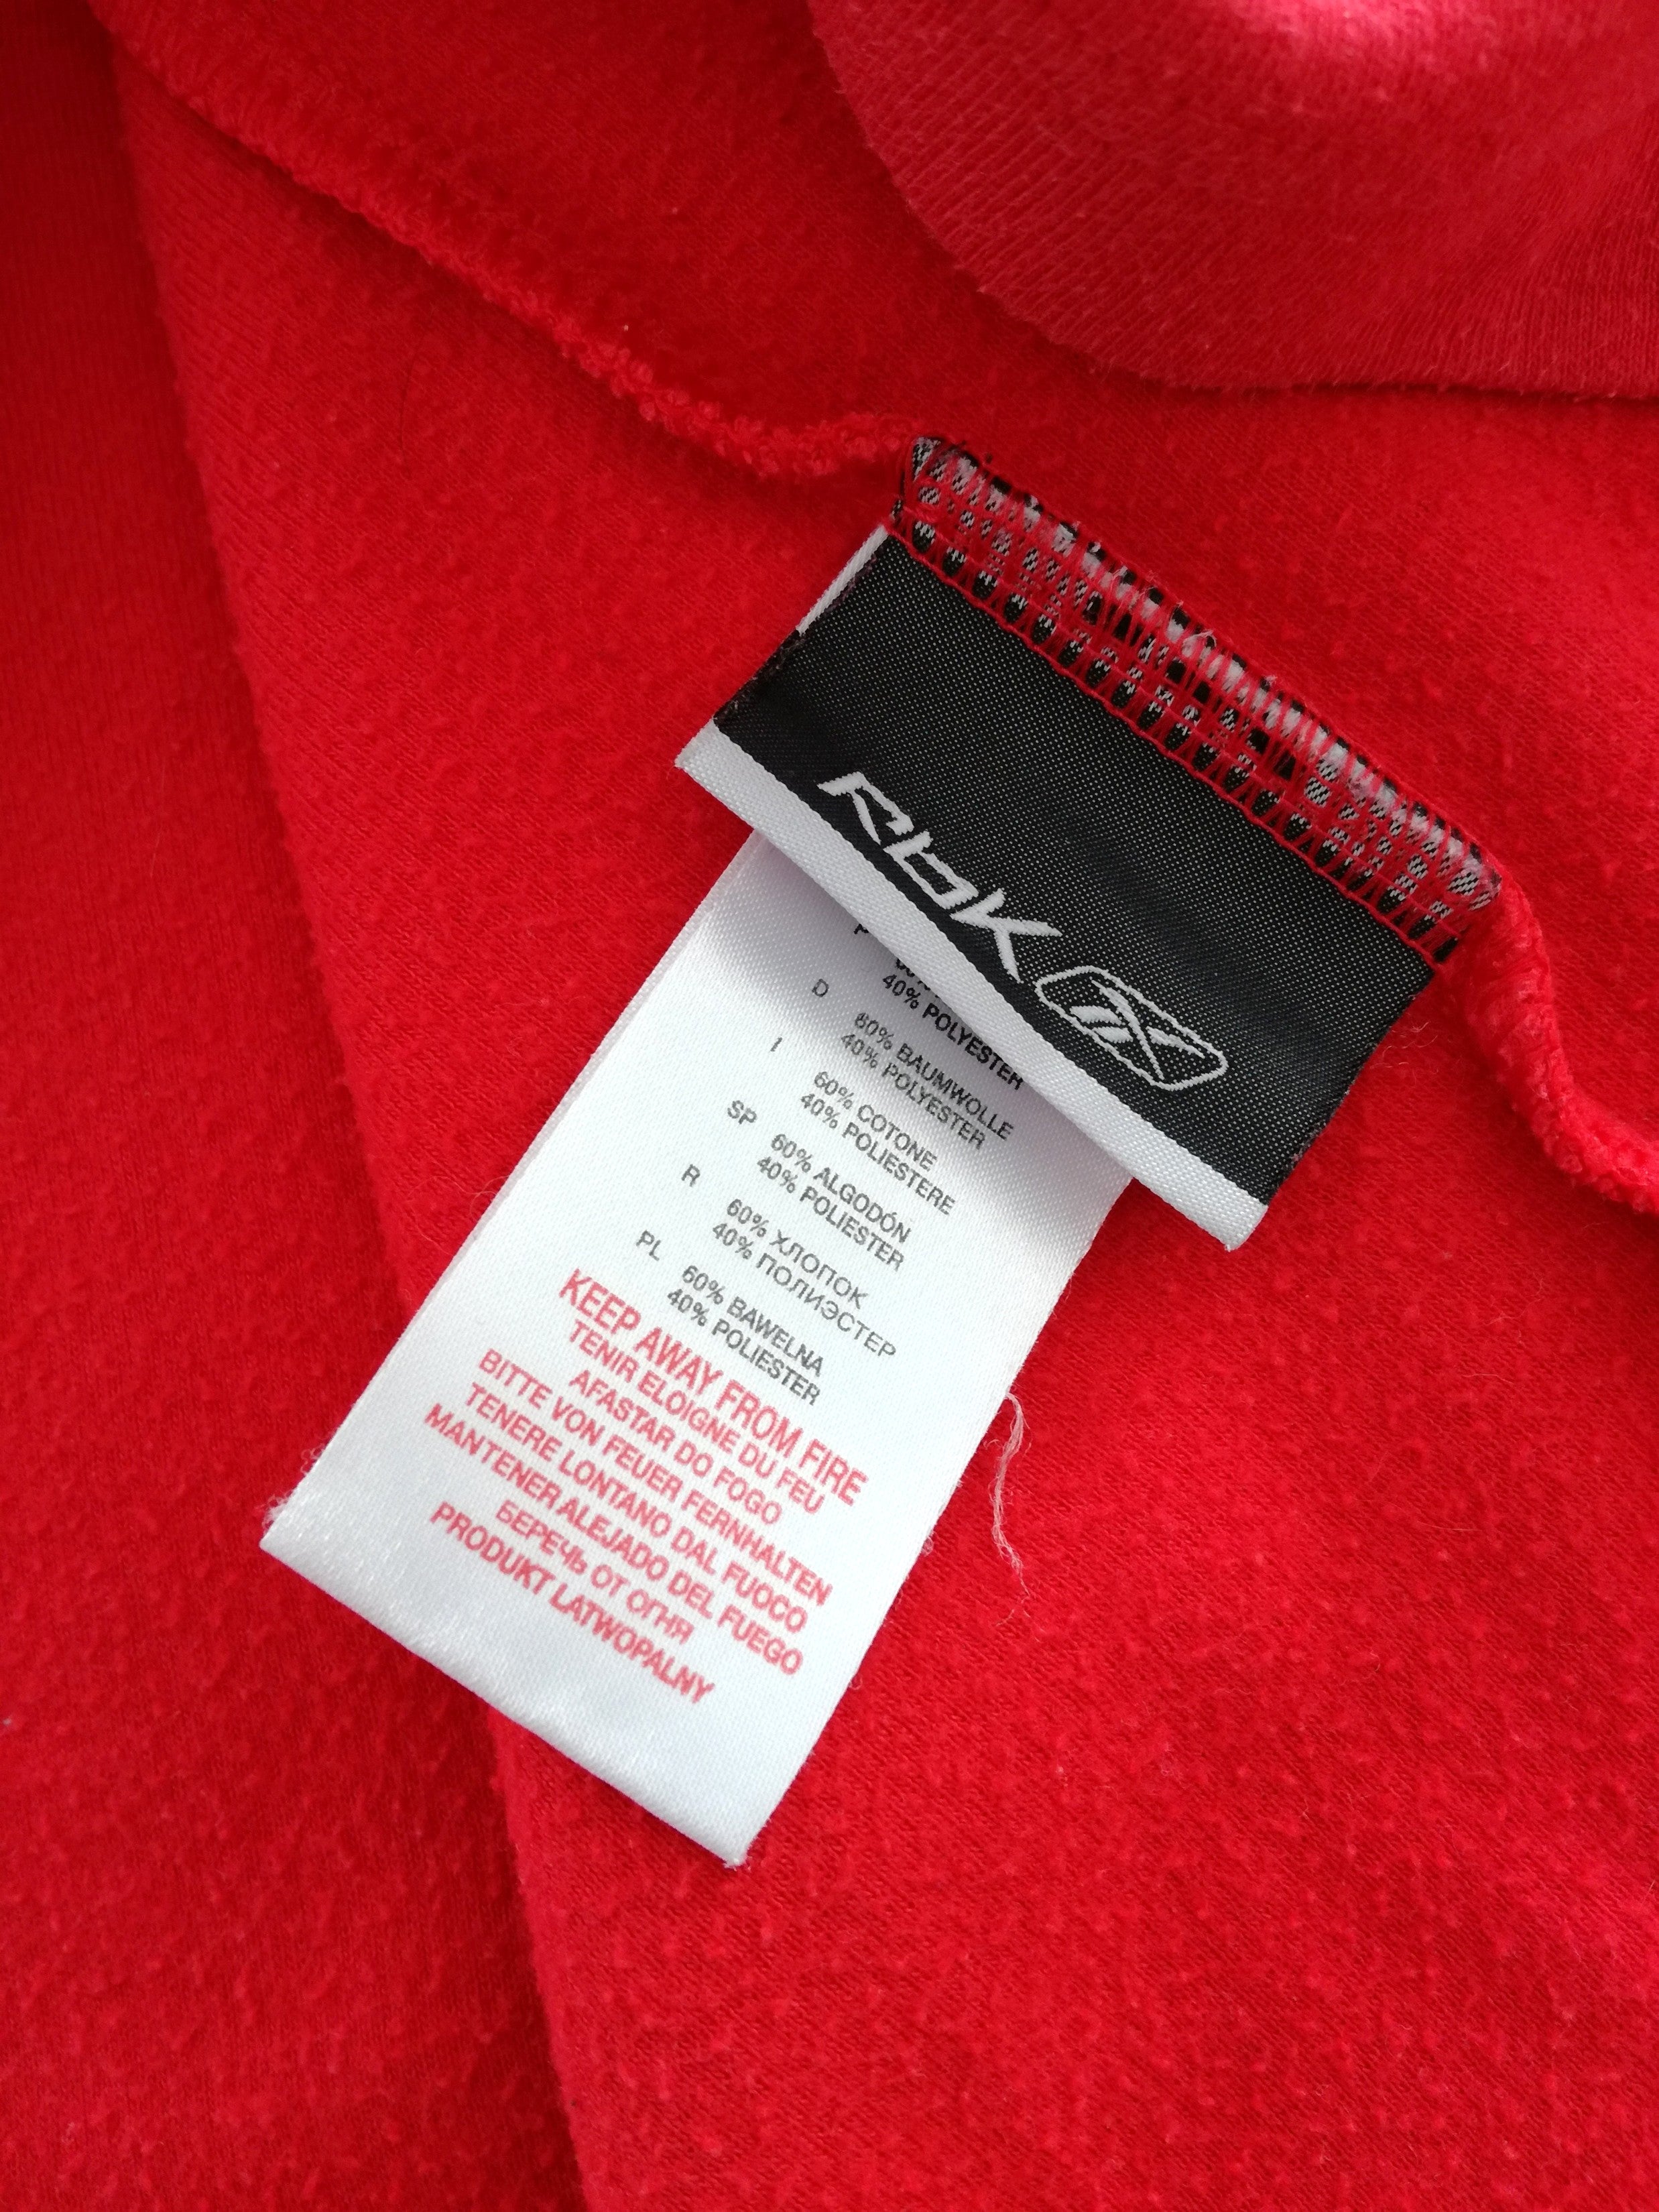 Rbk
P
40% POLYESTER
D 60% BAUMWOLLE
40% POLYESTER
I 60% COTONE
40% POLIESTERE
SP 60% ALGODÓN
40% POLIESTER
R 60% ХЛОПОК
40% ПОЛИЭСТЕР
PL 60% BAWELNA
40% POLIESTER
KEEP AWAY FROM FIRE
TENIR ELOIGNE DU FEU
AFASTAR DO FOGO
BITTE VON FEUER FERNHALTEN
TENERE LONTANO DAL FUOCO
MANTENER ALEJADO DEL FUEGO
БЕРЕЧЬ ОТ ОГНЯ
PRODUKT LATWOPALNY